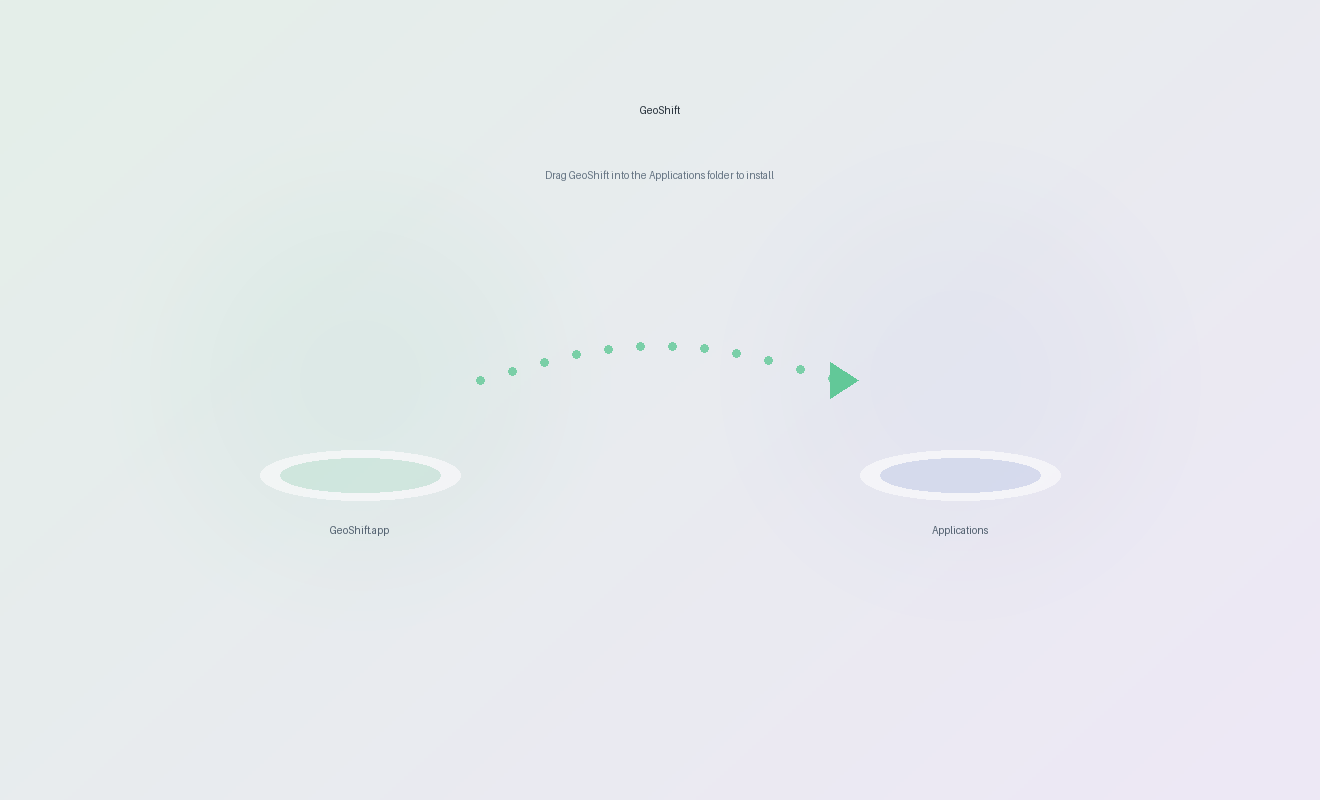 GeoShift
Drag GeoShift into the Applications folder to install
GeoShift.app
Applications